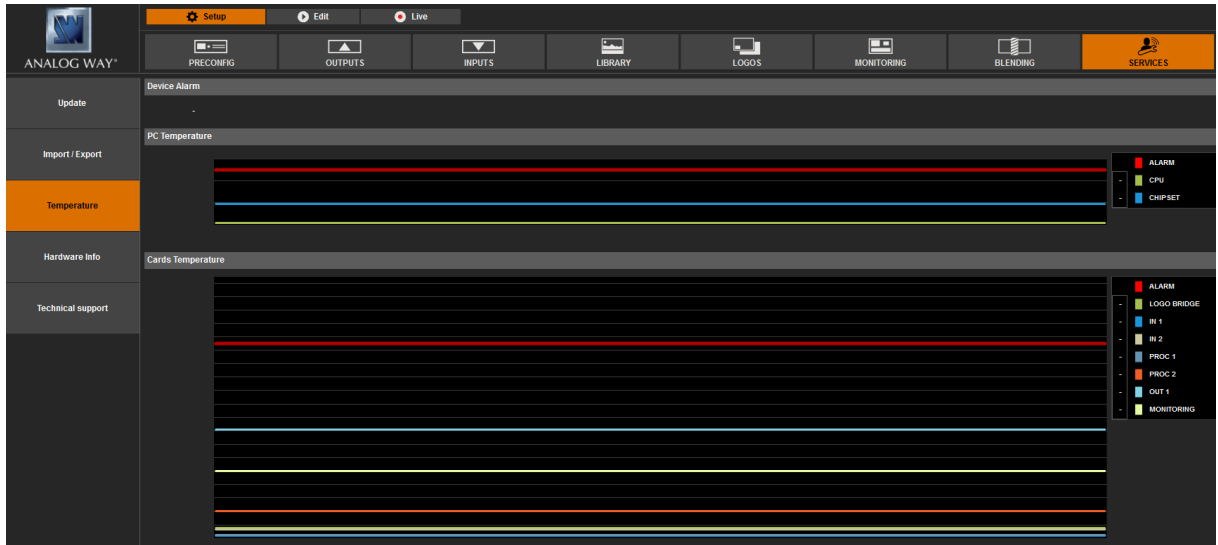 Setup
Edit
Live
ANALOG WAY®
PRECONFIG
OUTPUTS
INPUTS
LIBRARY
LOGOS
MONITORING
BLENDING
SERVICES
Update
Import / Export
Temperature
Hardware Info
Technical support
Device Alarm
-
PC Temperature
ALARM
- CPU
- CHIPSET
Cards Temperature
ALARM
- LOGO BRIDGE
- IN 1
- IN 2
- PROC 1
- PROC 2
- OUT 1
- MONITORING